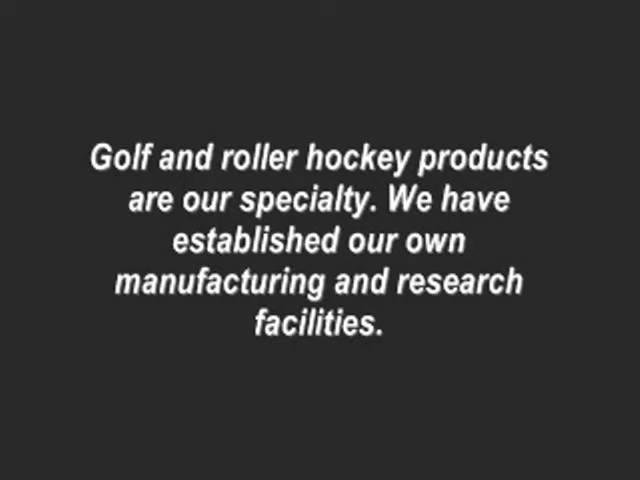 Golf and roller hockey products
are our specialty. We have
established our own
manufacturing and research
facilities.